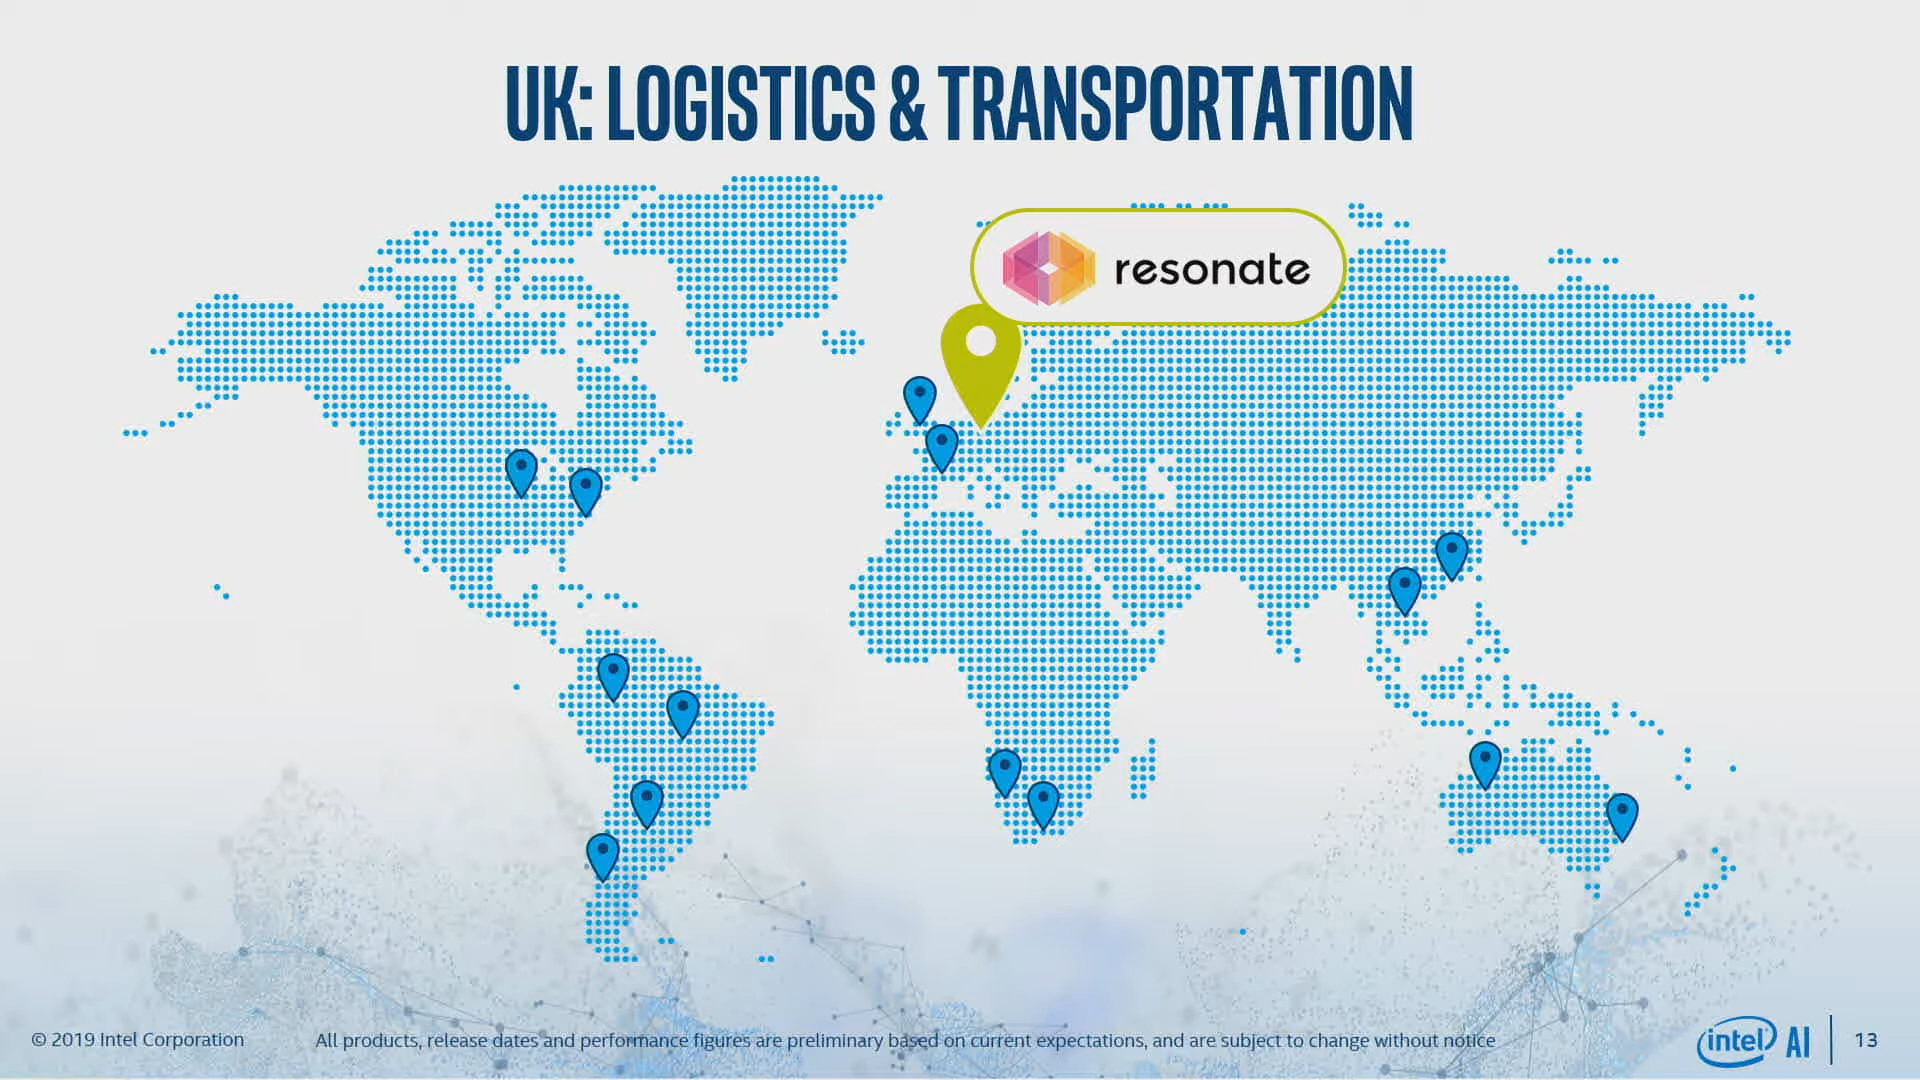 UK: LOGISTICS & TRANSPORTATION
resonate
© 2019 Intel Corporation
All products, release dates and performance figures are preliminary based on current expectations, and are subject to change without notice
intel AI
13